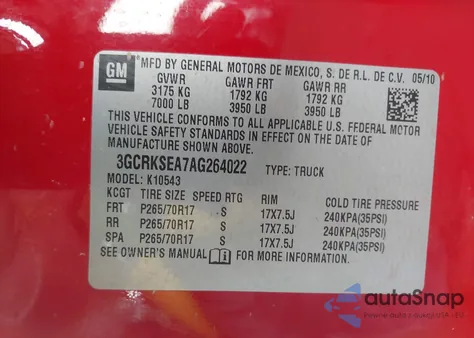 GM MFD BY GENERAL MOTORS DE MEXICO, S. DE R.L. DE C.V. 05/10
GVWR GAWR FRT GAWR RR
3175 KG 1792 KG 1792 KG
7000 LB 3950 LB 3950 LB
THIS VEHICLE CONFORMS TO ALL APPLICABLE U.S. FEDERAL MOTOR
VEHICLE SAFETY STANDARDS IN EFFECT ON THE DATE OF
MANUFACTURE SHOWN ABOVE.
3GCRKSEA7AG264022 TYPE: TRUCK
MODEL: K10543
KCGT TIRE SIZE SPEED RTG RIM COLD TIRE PRESSURE
FRT P265/70R17 S 17X7.5J 240KPA(35PSI)
RR P265/70R17 S 17X7.5J 240KPA(35PSI)
SPA P265/70R17 S 17X7.5J 240KPA(35PSI)
SEE OWNER'S MANUAL FOR MORE INFORMATION.
autoSnap